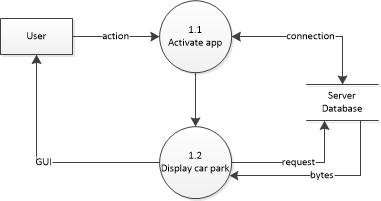 User
action
1.1
Activate app
connection
Server
Database
1.2
Display car park
GUI
request
bytes